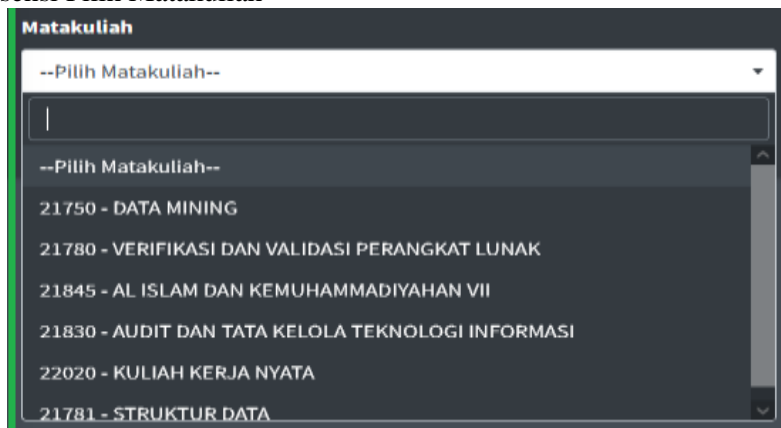 Matakuliah
--Pilih Matakuliah--
--Pilih Matakuliah--
21750 - DATA MINING
21780 - VERIFIKASI DAN VALIDASI PERANGKAT LUNAK
21845 - AL ISLAM DAN KEMUHAMMADIYAHAN VII
21830 - AUDIT DAN TATA KELOLA TEKNOLOGI INFORMASI
22020 - KULIAH KERJA NYATA
21781 - STRUKTUR DATA